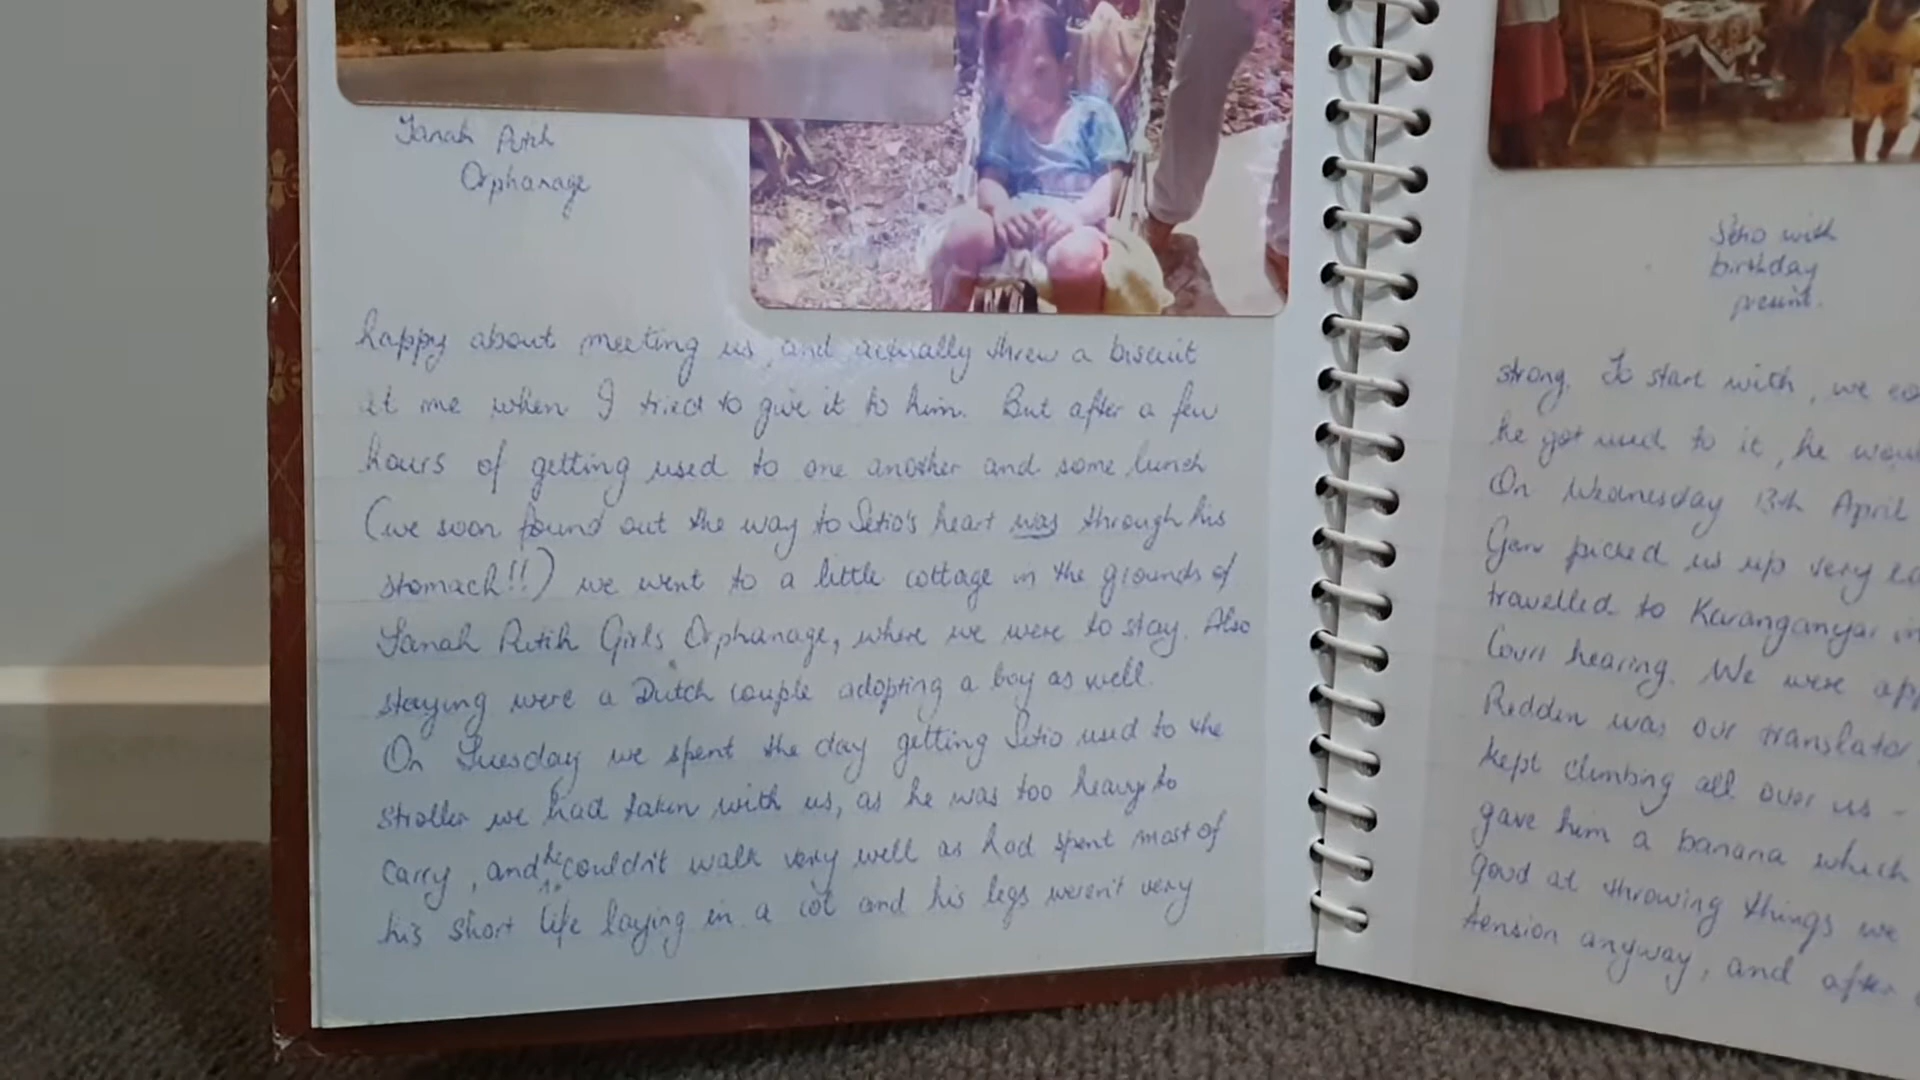 Tanah Putih
Orphanage
happy about meeting us, and actually threw a biscuit
at me when I tried to give it to him. But after a few
hours of getting used to one another and some lunch
(we soon found out the way to Setio's heart was through his
stomach!!) we went to a little cottage in the grounds of
Tanah Putih Girls Orphanage, where we were to stay. Also
staying were a Dutch couple adopting a boy as well.
On Tuesday we spent the day getting Setio used to the
stroller we had taken with us, as he was too heavy to
carry, and he couldn't walk very well as had spent most of
his short life laying in a cot and his legs weren't very
Setio with
birthday
present.
strong. To start with, we
he got used to it, he
On Wednesday 13th April
picked us up very
travelled to Karanganyar
Court hearing. We were
Redden was our translator
kept climbing all over us -
gave him a banana which
good at throwing things we
tension anyway, and after